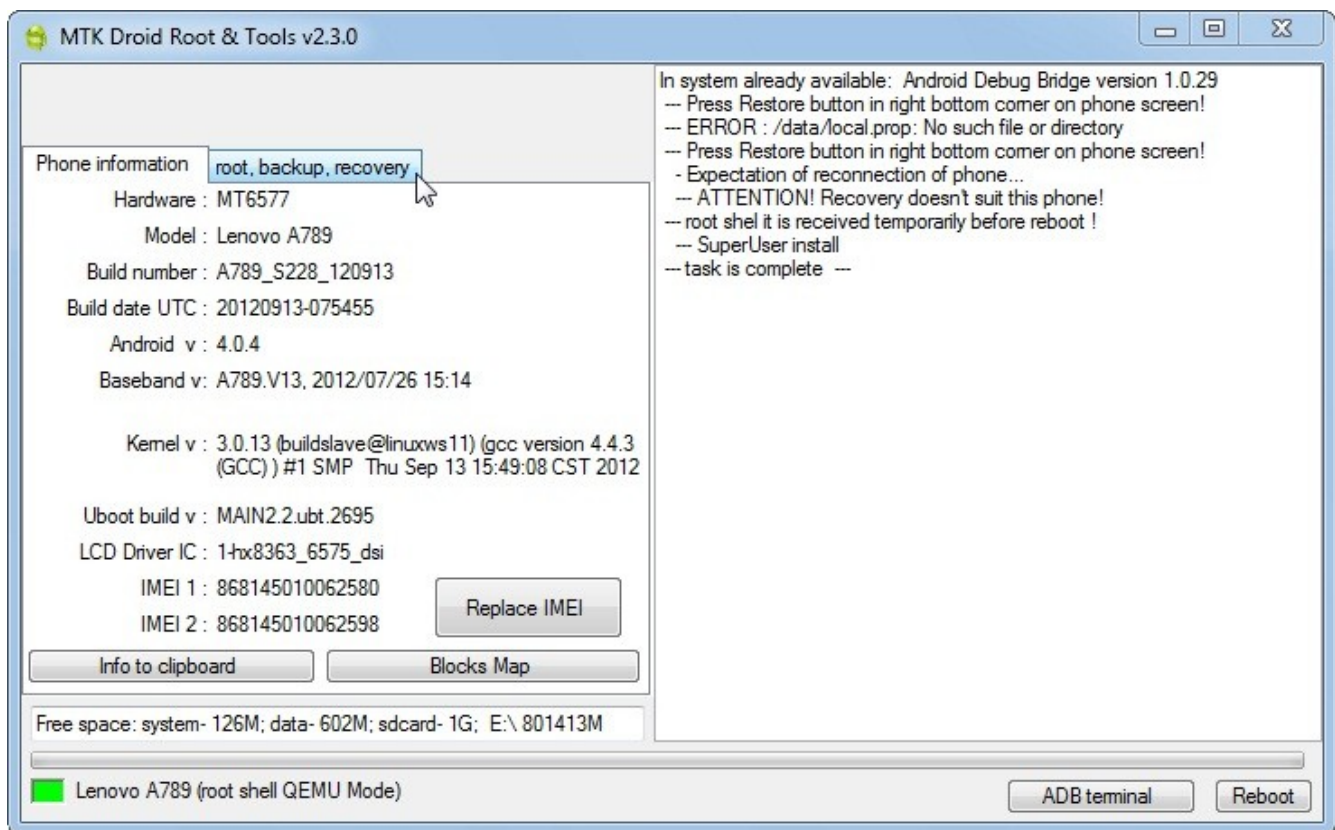 MTK Droid Root & Tools v2.3.0
Phone information
root, backup, recovery
Hardware : MT6577
Model : Lenovo A789
Build number : A789_S228_120913
Build date UTC : 20120913-075455
Android v : 4.0.4
Baseband v: A789.V13, 2012/07/26 15:14
Kernel v : 3.0.13 (buildslave@linuxws11) (gcc version 4.4.3
(GCC) ) #1 SMP Thu Sep 13 15:49:08 CST 2012
Uboot build v : MAIN2.2.ubt.2695
LCD Driver IC : 1-hx8363_6575_dsi
IMEI 1 : 868145010062580
IMEI 2 : 868145010062598
Replace IMEI
Info to clipboard
Blocks Map
Free space: system- 126M; data- 602M; sdcard- 1G; E:\ 801413M
In system already available: Android Debug Bridge version 1.0.29
--- Press Restore button in right bottom corner on phone screen!
--- ERROR : /data/local.prop: No such file or directory
--- Press Restore button in right bottom corner on phone screen!
- Expectation of reconnection of phone...
--- ATTENTION! Recovery doesn't suit this phone!
--- root shel it is received temporarily before reboot !
--- SuperUser install
--- task is complete ---
Lenovo A789 (root shell QEMU Mode)
ADB terminal
Reboot